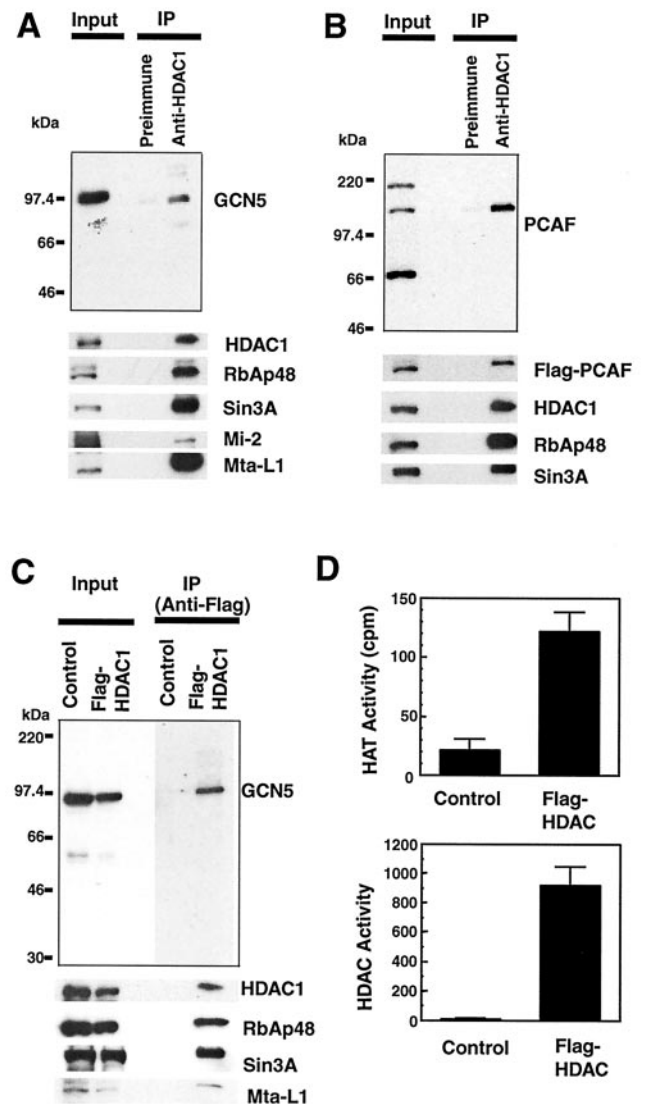 A
Input IP
Preimmune
Anti-HDAC1
kDa
97.4
66
46
GCN5
HDAC1
RbAp48
Sin3A
Mi-2
Mta-L1
B
Input IP
Preimmune
Anti-HDAC1
kDa
220
97.4
66
46
PCAF
Flag-PCAF
HDAC1
RbAp48
Sin3A
C
Input IP
(Anti-Flag)
Control
Flag-
HDAC1
Control
Flag-
HDAC1
kDa
220
97.4
66
46
30
GCN5
HDAC1
RbAp48
Sin3A
Mta-L1
D
HAT Activity (cpm)
150
100
50
0
Control Flag-
HDAC
HDAC Activity
1200
1000
800
600
400
200
0
Control Flag-
HDAC